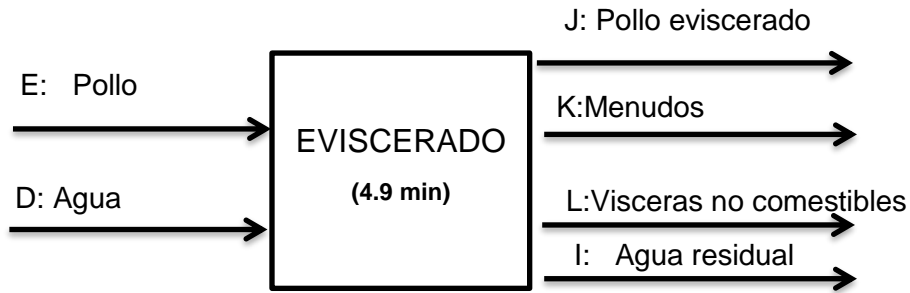 J: Pollo eviscerado
E: Pollo
K:Menudos
EVISCERADO
(4.9 min)
D: Agua
L:Visceras no comestibles
I: Agua residual